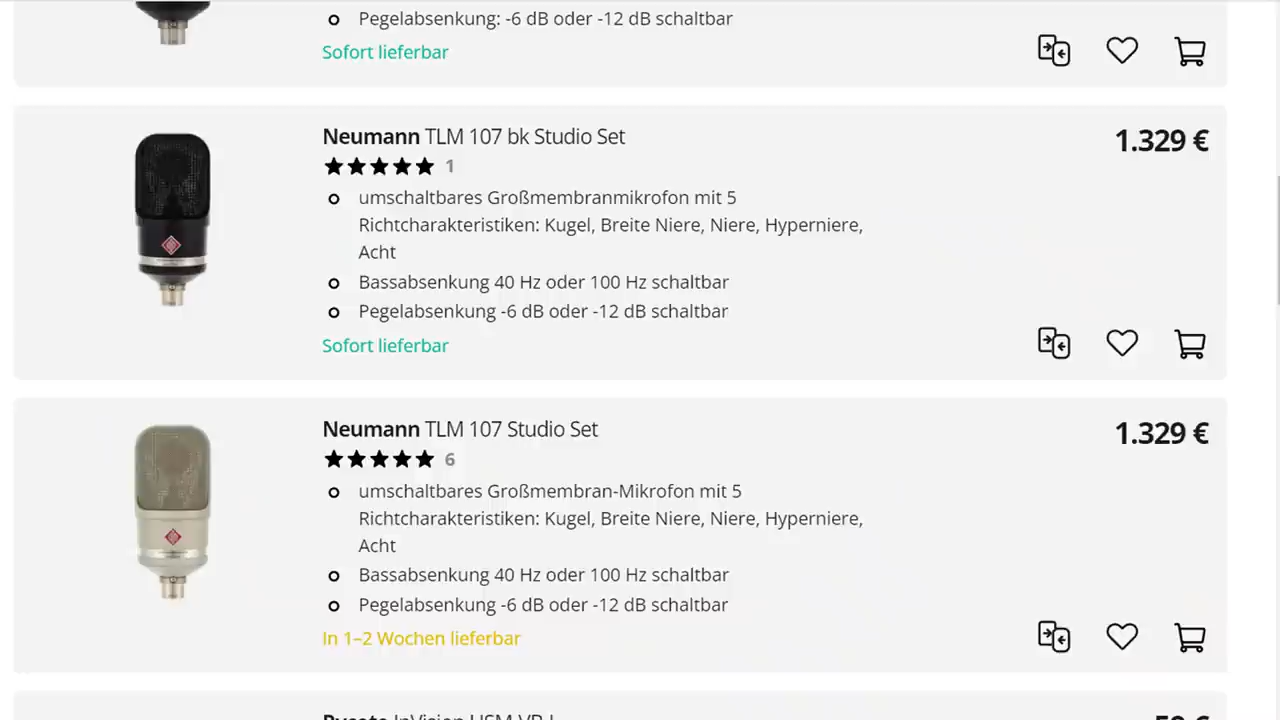 Pegelabsenkung: -6 dB oder -12 dB schaltbar
Sofort lieferbar
Neumann TLM 107 bk Studio Set
1.329 €
1
umschaltbares Großmembranmikrofon mit 5
Richtcharakteristiken: Kugel, Breite Niere, Niere, Hyperniere,
Acht
Bassabsenkung 40 Hz oder 100 Hz schaltbar
Pegelabsenkung -6 dB oder -12 dB schaltbar
Sofort lieferbar
Neumann TLM 107 Studio Set
1.329 €
6
umschaltbares Großmembran-Mikrofon mit 5
Richtcharakteristiken: Kugel, Breite Niere, Niere, Hyperniere,
Acht
Bassabsenkung 40 Hz oder 100 Hz schaltbar
Pegelabsenkung -6 dB oder -12 dB schaltbar
In 1–2 Wochen lieferbar